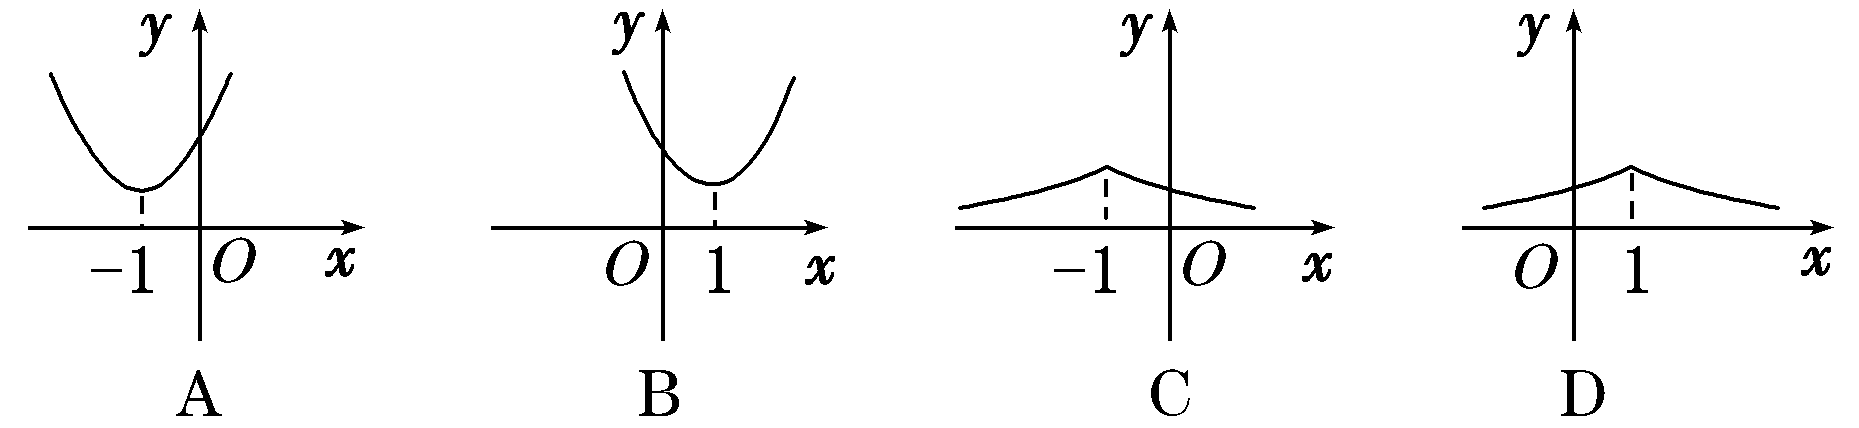 y y y y
−1 O x O 1 x −1 O x O 1 x
A B C D